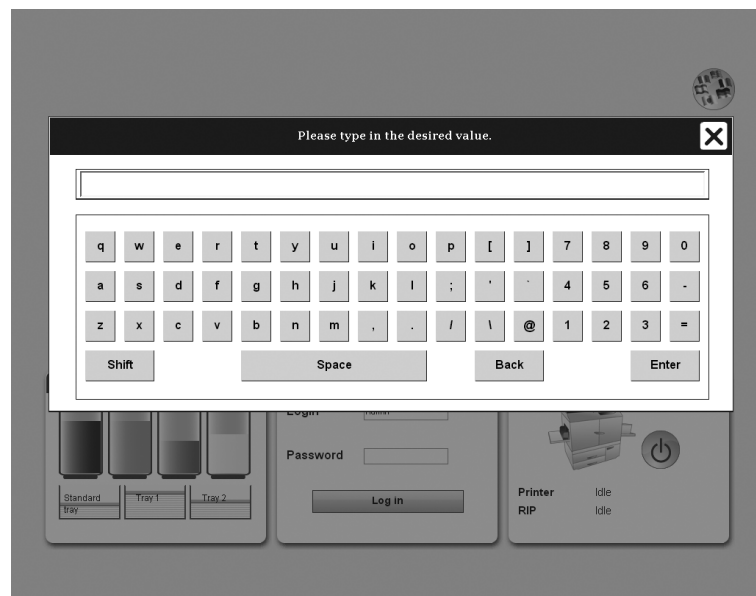 Please type in the desired value.
q w e r t y u i o p [ ] 7 8 9 0
a s d f g h j k l ; ' ` 4 5 6 -
z x c v b n m , . / \ @ 1 2 3 =
Shift Space Back Enter
Login
Password
Standard tray
Tray 1
Tray 2
Log in
Printer Idle
RIP Idle